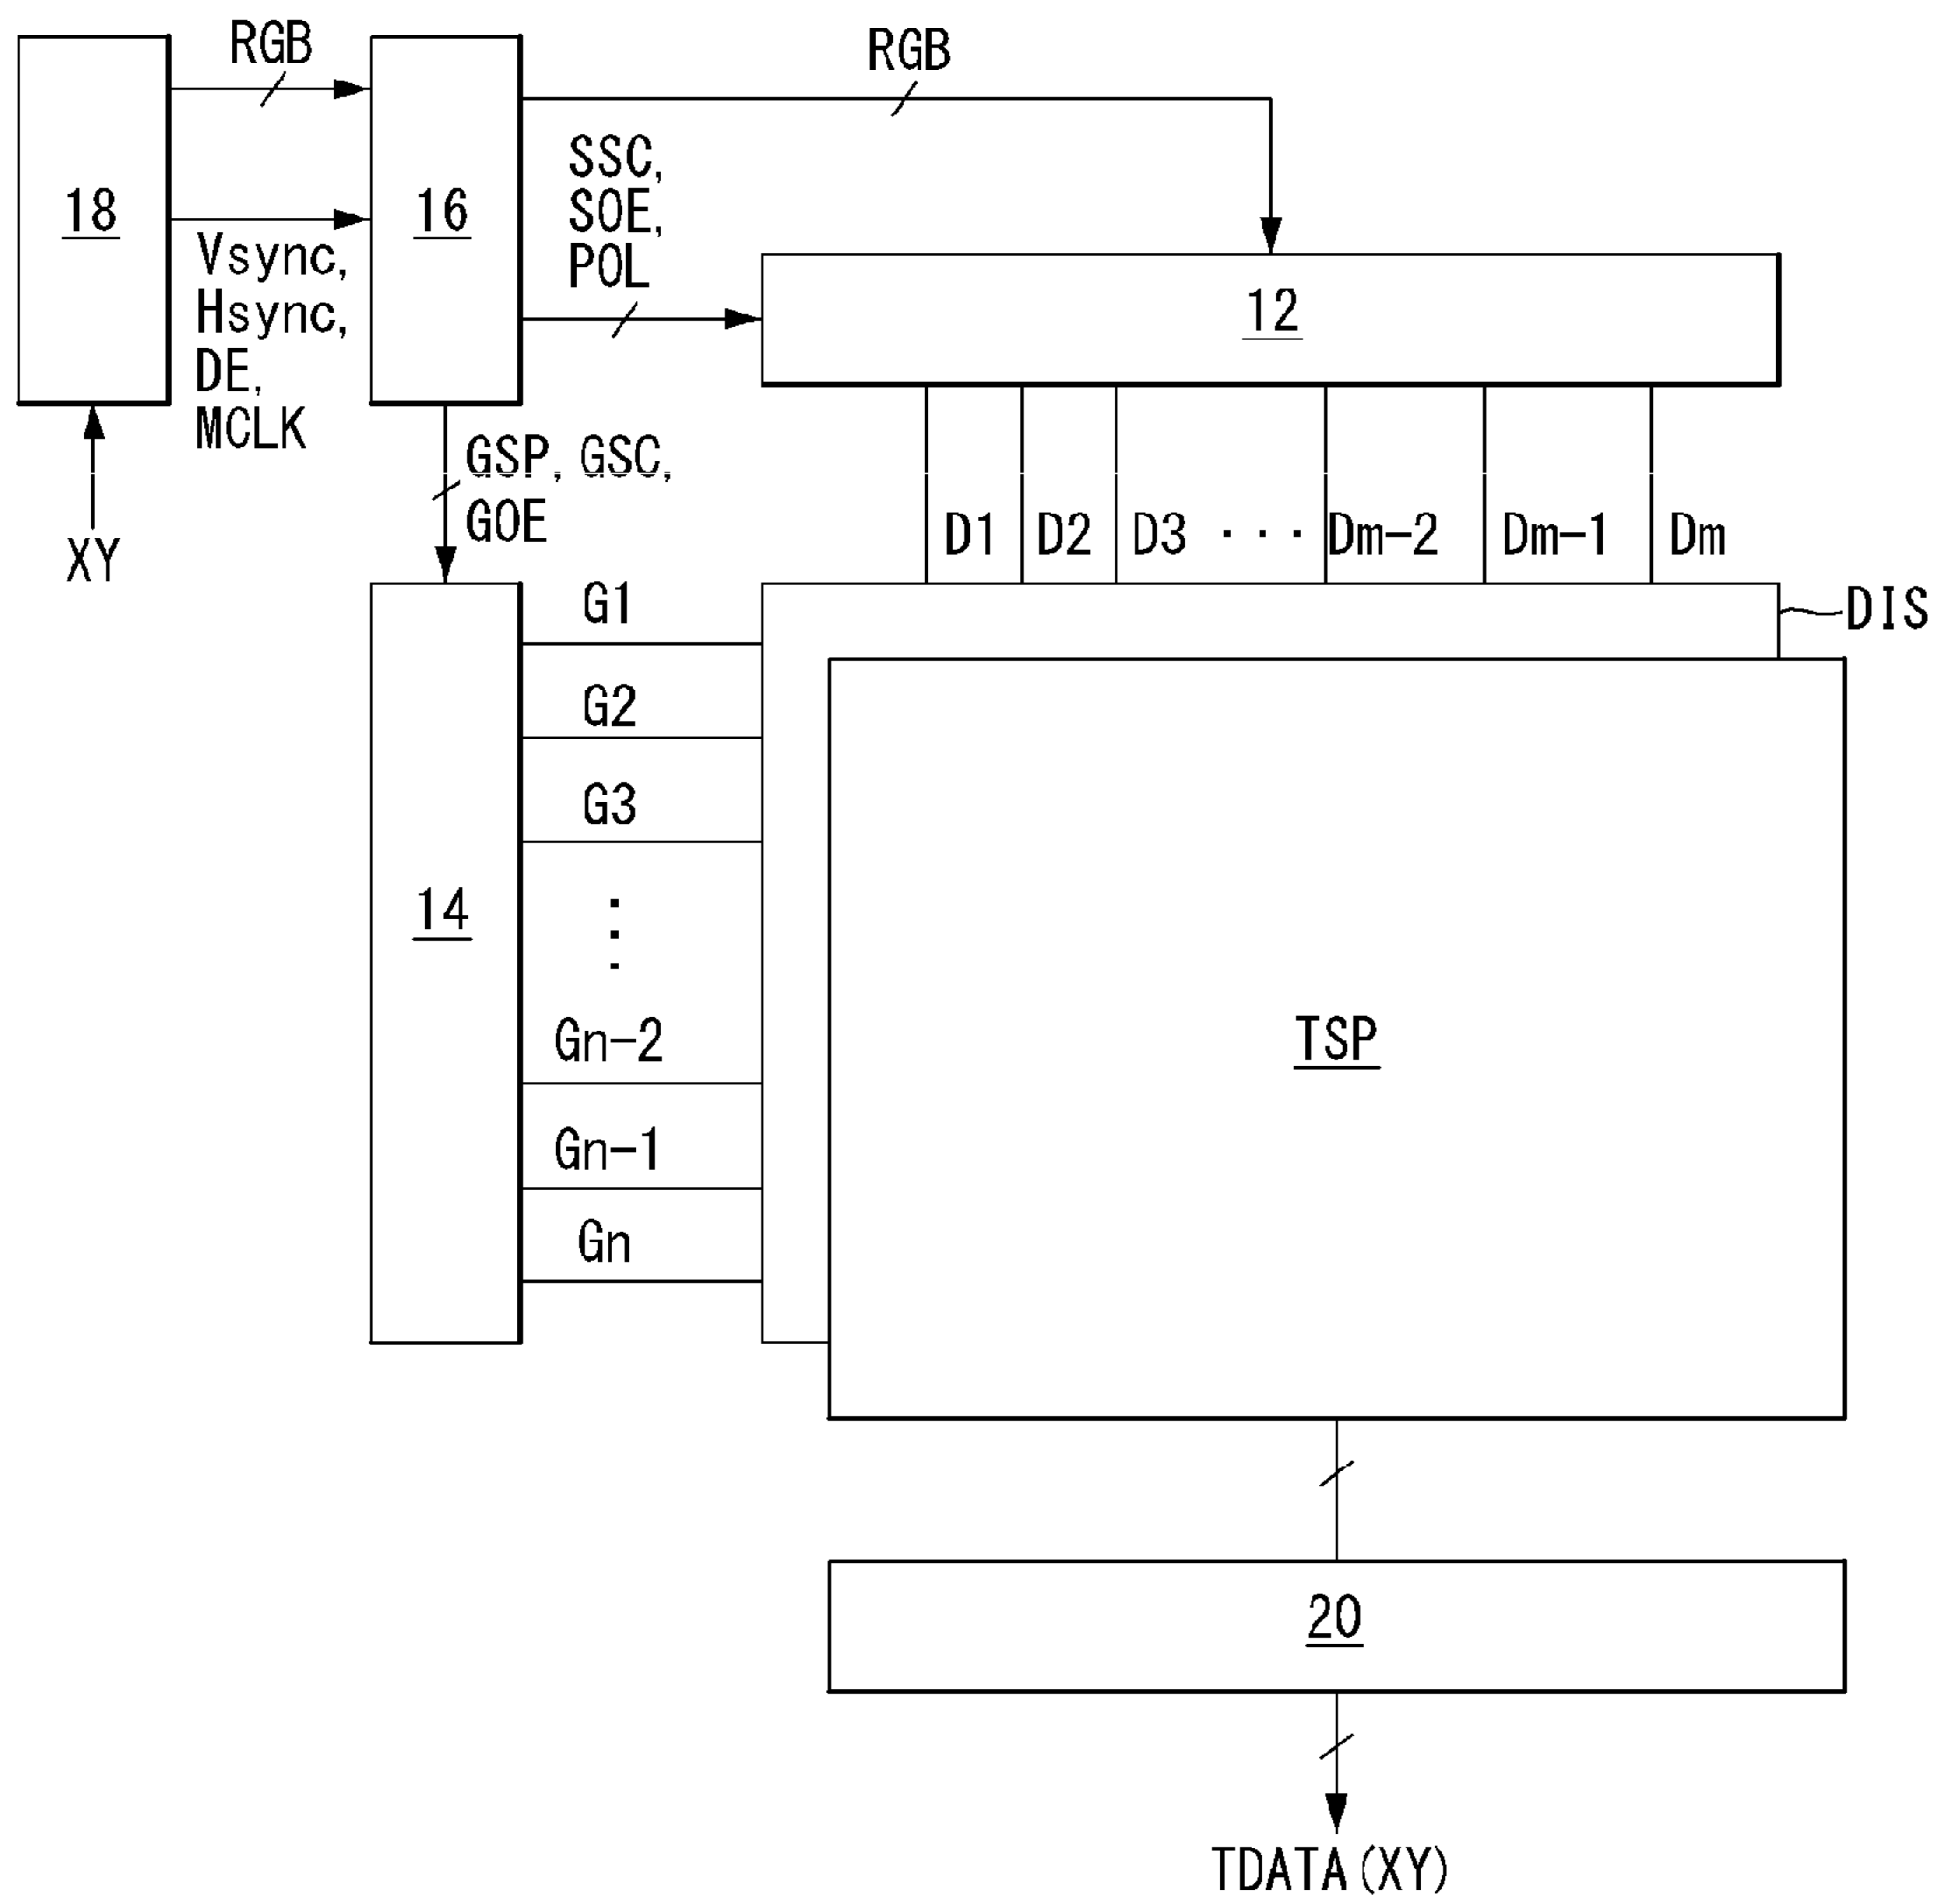 RGB
RGB
18
16
SSC,
SOE,
POL
Vsync,
Hsync,
DE,
MCLK
12
XY
GSP, GSC,
GOE
D1 D2 D3 ··· Dm-2 Dm-1 Dm
DIS
G1
G2
G3
14
Gn-2
Gn-1
Gn
TSP
20
TDATA(XY)